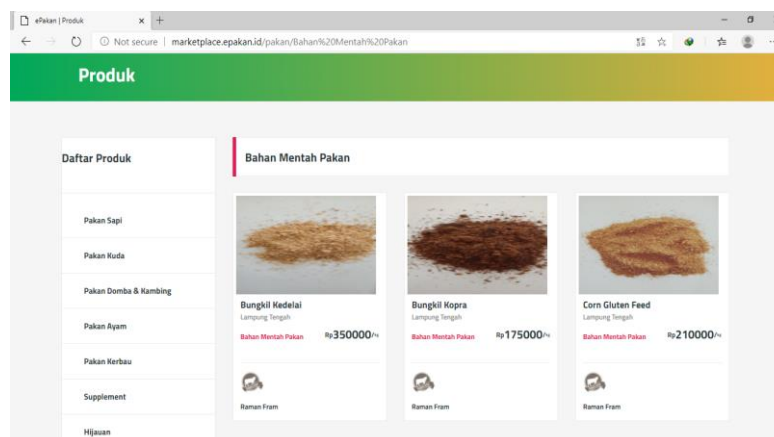 ePakan | Produk
Not secure | marketplace.epakan.id/pakan/Bahan%20Mentah%20Pakan
Produk
Daftar Produk
Pakan Sapi
Pakan Kuda
Pakan Domba & Kambing
Pakan Ayam
Pakan Kerbau
Supplement
Hijauan
Bahan Mentah Pakan
Bungkil Kedelai
Lampung Tengah
Bahan Mentah Pakan Rp350000/
Raman Fram
Bungkil Kopra
Lampung Tengah
Bahan Mentah Pakan Rp175000/
Raman Fram
Corn Gluten Feed
Lampung Tengah
Bahan Mentah Pakan Rp210000/
Raman Fram